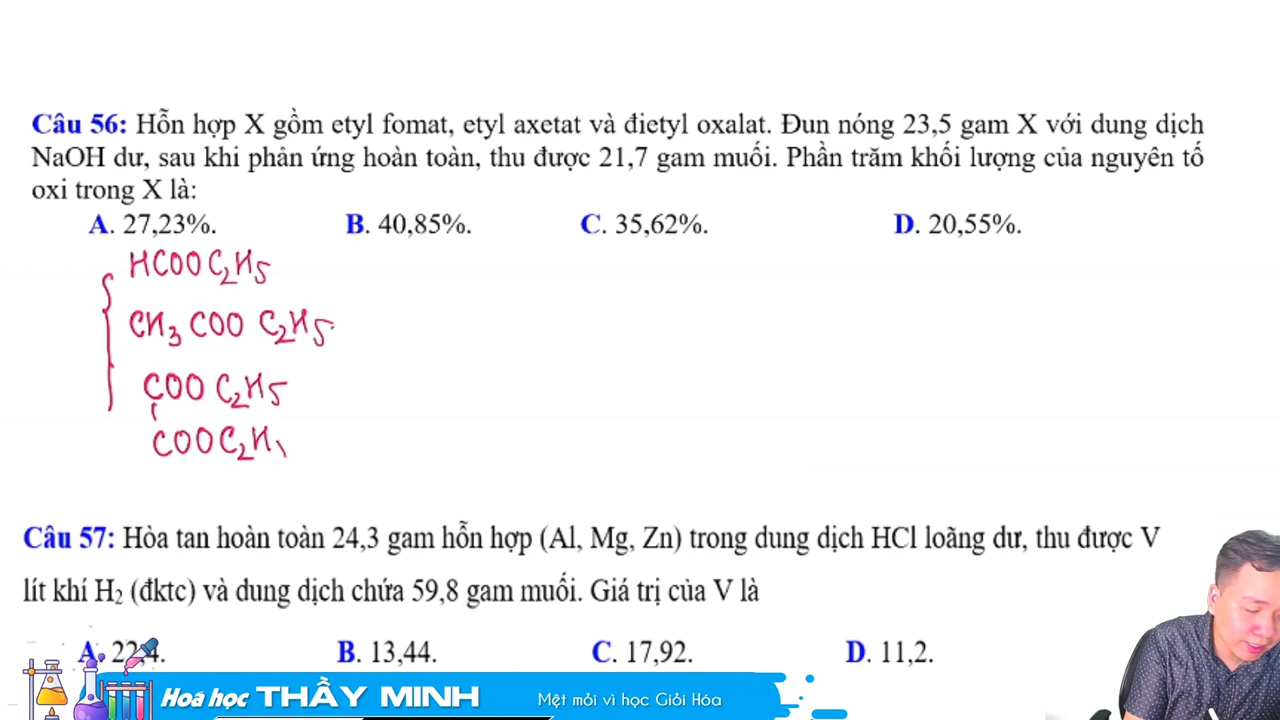 Câu 56: Hỗn hợp X gồm etyl fomat, etyl axetat và đietyl oxalat. Đun nóng 23,5 gam X với dung dịch
NaOH dư, sau khi phản ứng hoàn toàn, thu được 21,7 gam muối. Phần trăm khối lượng của nguyên tố
oxi trong X là:
A. 27,23%. B. 40,85%. C. 35,62%. D. 20,55%.
HCOOC₂H₅
CH₃COOC₂H₅
COOC₂H₅
COOC₂H
Câu 57: Hòa tan hoàn toàn 24,3 gam hỗn hợp (Al, Mg, Zn) trong dung dịch HCl loãng dư, thu được V
lít khí H₂ (đktc) và dung dịch chứa 59,8 gam muối. Giá trị của V là
A. 22,4. B. 13,44. C. 17,92. D. 11,2.
Hoá học THẦY MINH Mệt mỏi vì học Giỏi Hóa